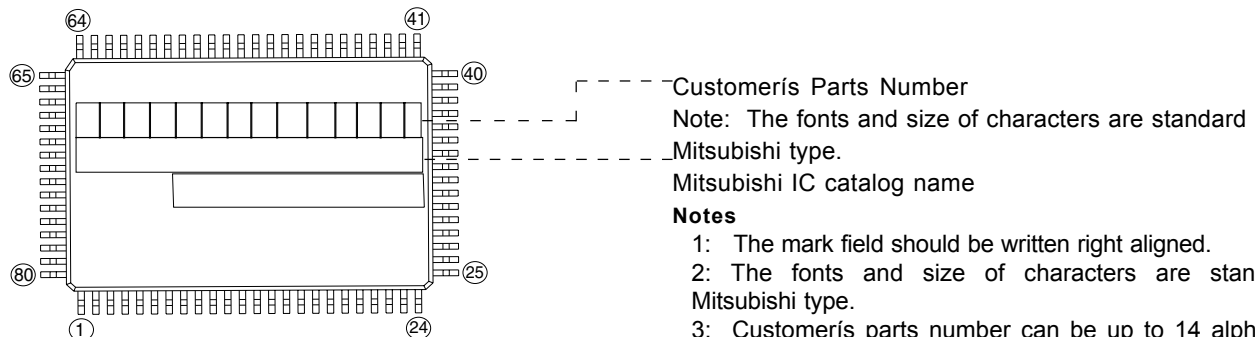 64 41
65 40
80 25
1 24
Customerís Parts Number
Note: The fonts and size of characters are standard
Mitsubishi type.
Mitsubishi IC catalog name
Notes
1: The mark field should be written right aligned.
2: The fonts and size of characters are stan
Mitsubishi type.
3: Customerís parts number can be up to 14 alph